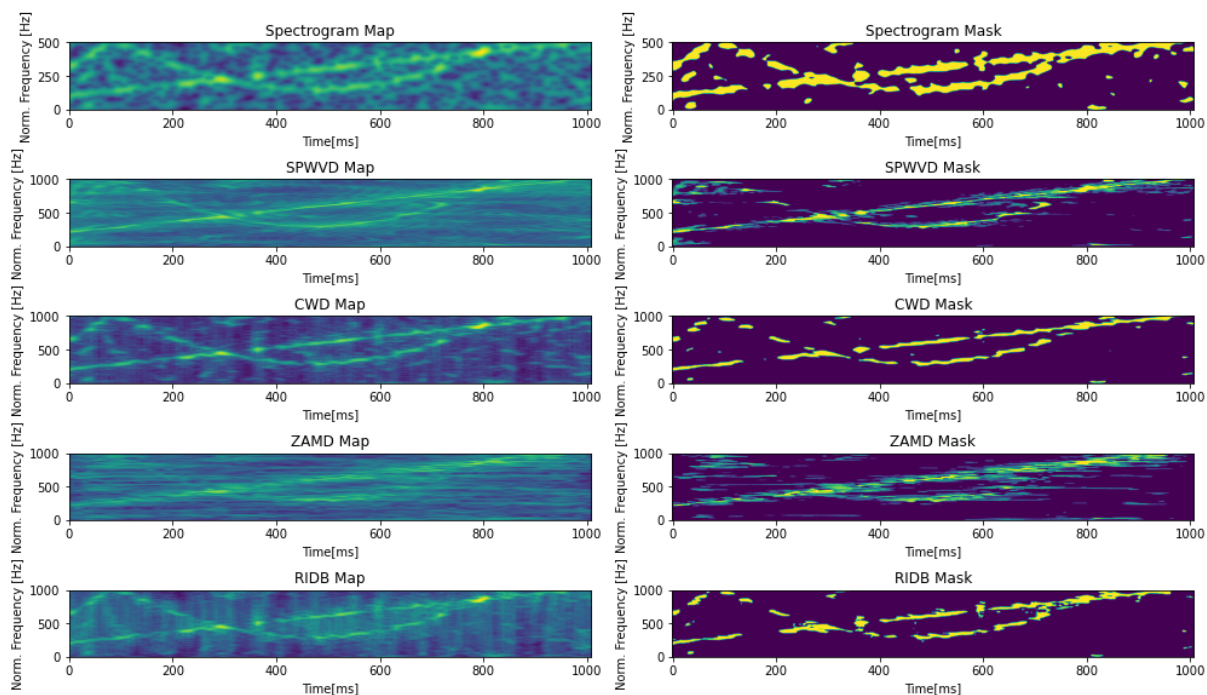 Spectrogram Map
Norm. Frequency [Hz]
500
250
0
0 200 400 600 800 1000
Time[ms]
Spectrogram Mask
Norm. Frequency [Hz]
500
250
0
0 200 400 600 800 1000
Time[ms]
SPWVD Map
Norm. Frequency [Hz]
1000
500
0
0 200 400 600 800 1000
Time[ms]
SPWVD Mask
Norm. Frequency [Hz]
1000
500
0
0 200 400 600 800 1000
Time[ms]
CWD Map
Norm. Frequency [Hz]
1000
500
0
0 200 400 600 800 1000
Time[ms]
CWD Mask
Norm. Frequency [Hz]
1000
500
0
0 200 400 600 800 1000
Time[ms]
ZAMD Map
Norm. Frequency [Hz]
1000
500
0
0 200 400 600 800 1000
Time[ms]
ZAMD Mask
Norm. Frequency [Hz]
1000
500
0
0 200 400 600 800 1000
Time[ms]
RIDB Map
Norm. Frequency [Hz]
1000
500
0
0 200 400 600 800 1000
Time[ms]
RIDB Mask
Norm. Frequency [Hz]
1000
500
0
0 200 400 600 800 1000
Time[ms]